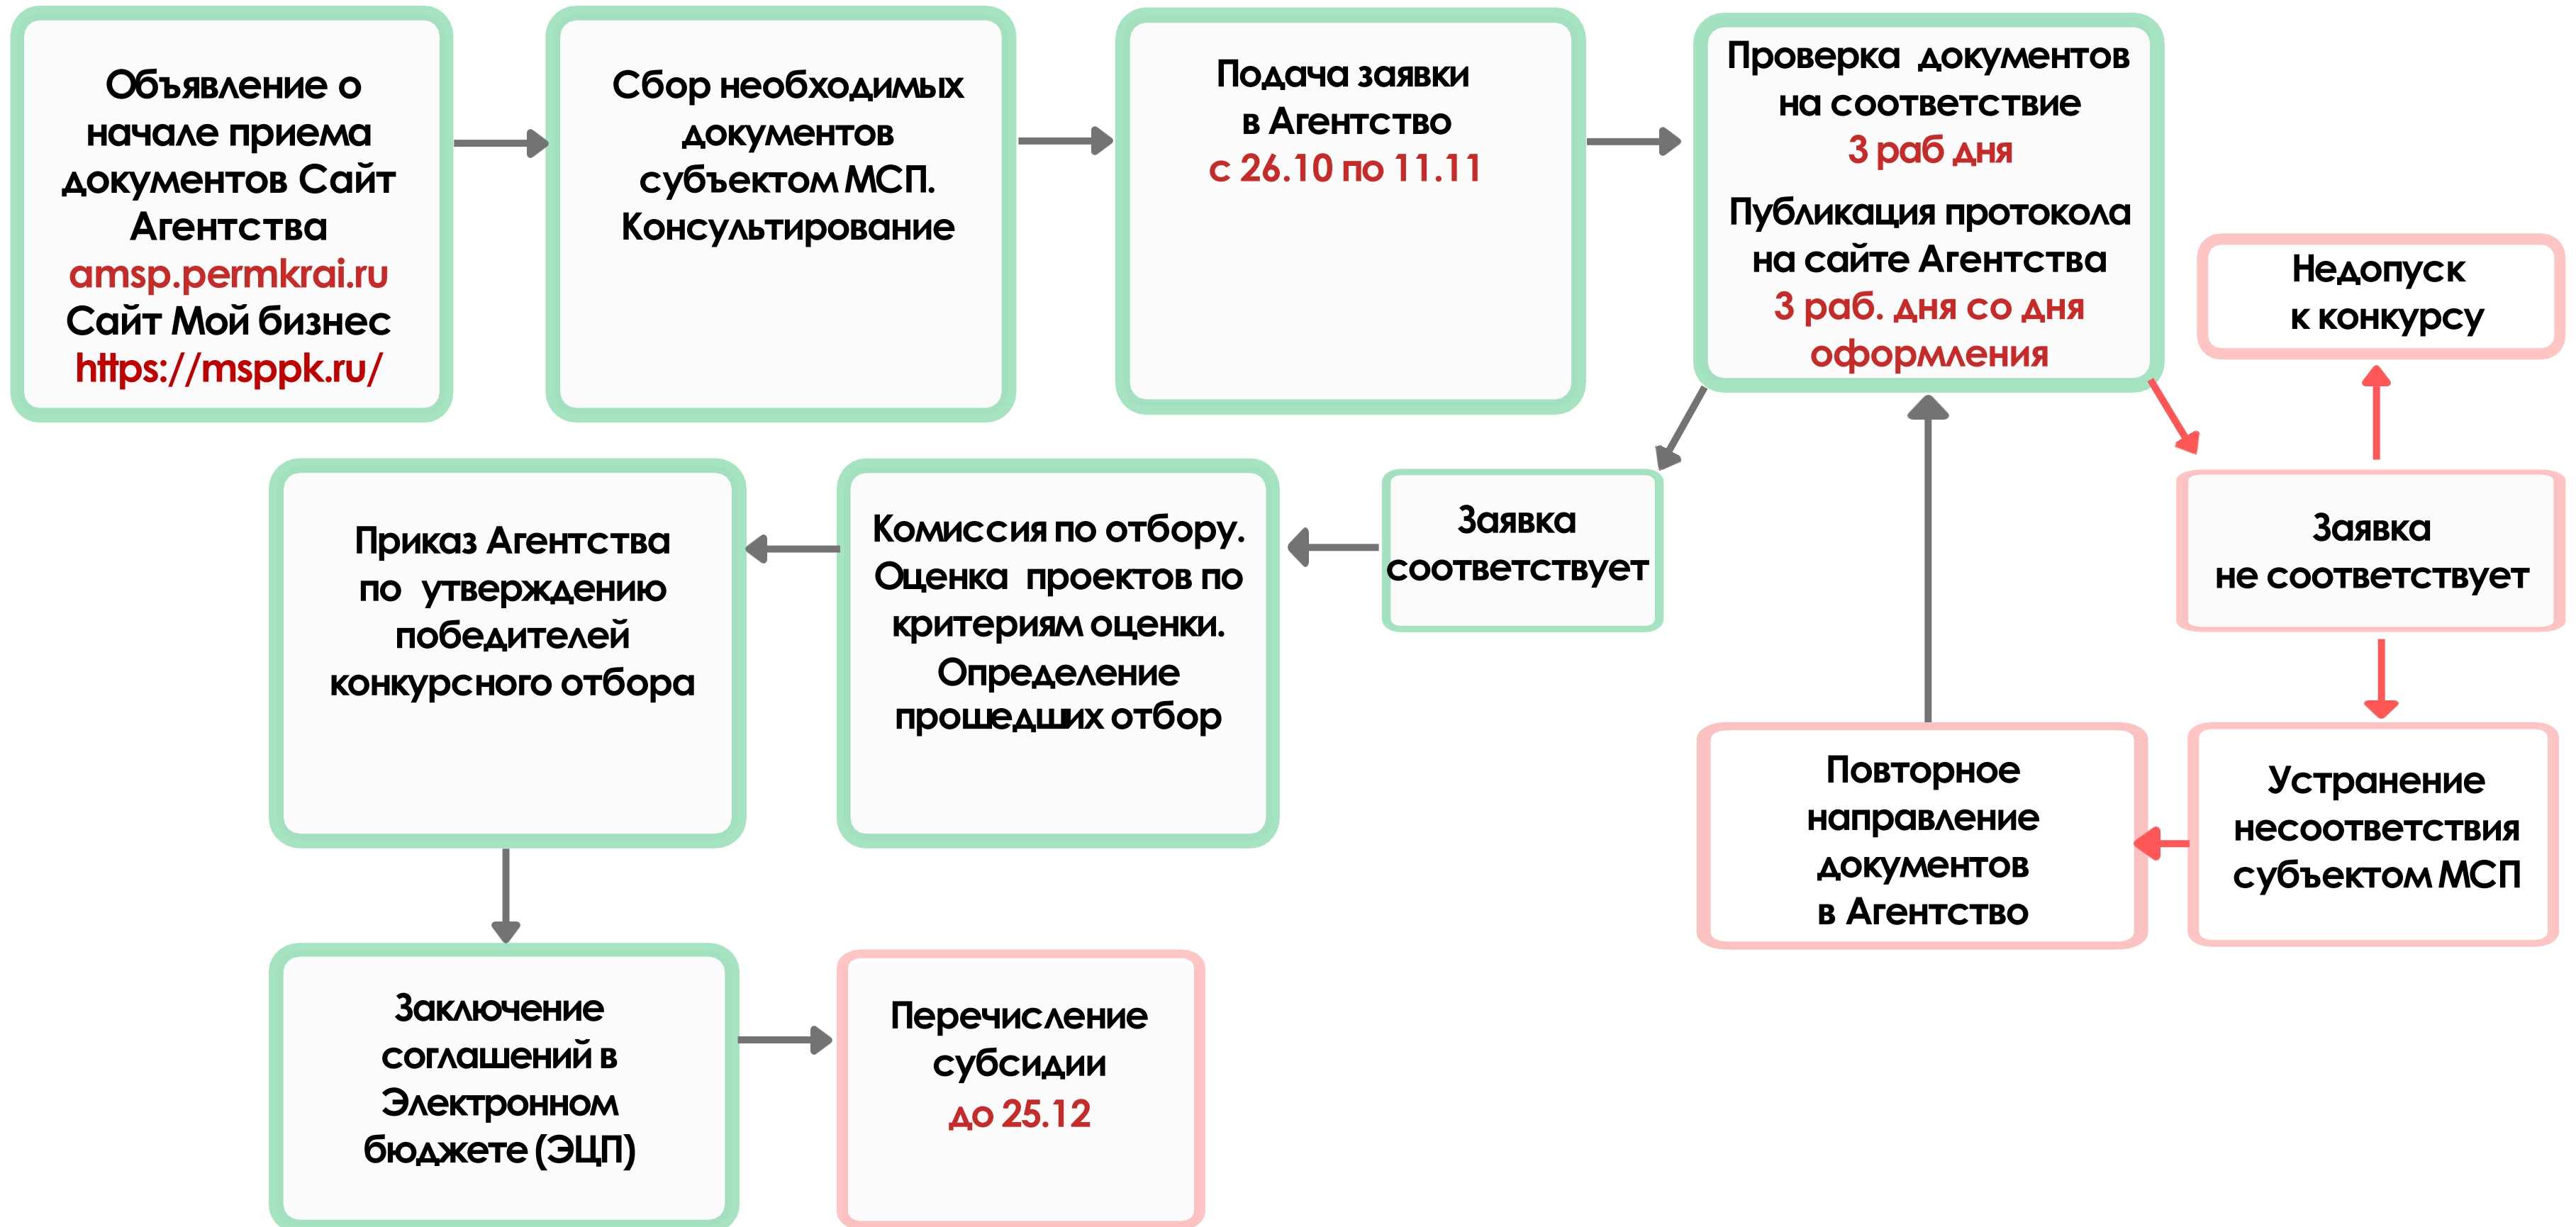 Объявление о
начале приема
документов Сайт
Агентства
amsp.permkrai.ru
Сайт Мой бизнес
https://msppk.ru/
Сбор необходимых
документов
субъектом МСП.
Консультирование
Подача заявки
в Агентство
с 26.10 по 11.11
Проверка документов
на соответствие
3 раб дня
Публикация протокола
на сайте Агентства
3 раб. дня со дня
оформления
Недопуск
к конкурсу
Заявка
не соответствует
Устранение
несоответствия
субъектом МСП
Повторное
направление
документов
в Агентство
Заявка
соответствует
Комиссия по отбору.
Оценка проектов по
критериям оценки.
Определение
прошедших отбор
Приказ Агентства
по утверждению
победителей
конкурсного отбора
Заключение
соглашений в
Электронном
бюджете (ЭЦП)
Перечисление
субсидии
до 25.12